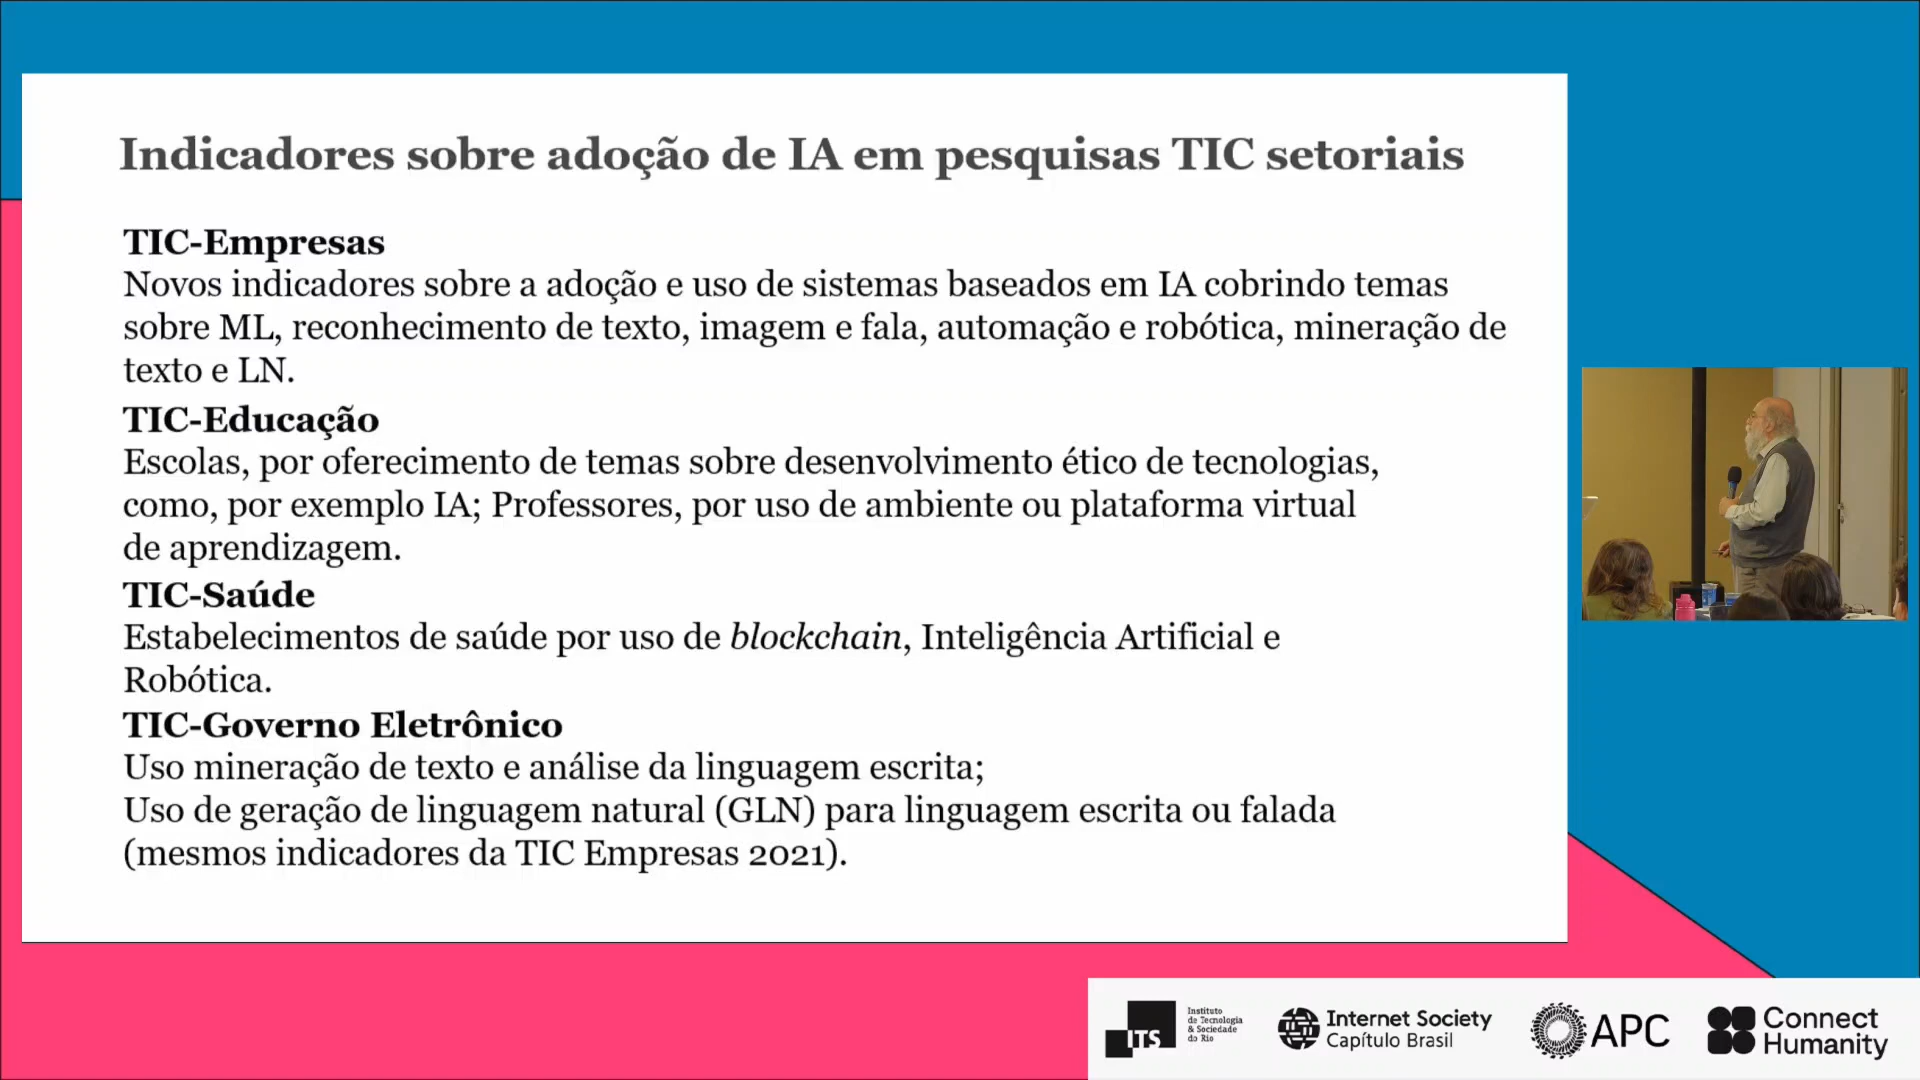 Indicadores sobre adoção de IA em pesquisas TIC setoriais
TIC-Empresas
Novos indicadores sobre a adoção e uso de sistemas baseados em IA cobrindo temas
sobre ML, reconhecimento de texto, imagem e fala, automação e robótica, mineração de
texto e LN.
TIC-Educação
Escolas, por oferecimento de temas sobre desenvolvimento ético de tecnologias,
como, por exemplo IA; Professores, por uso de ambiente ou plataforma virtual
de aprendizagem.
TIC-Saúde
Estabelecimentos de saúde por uso de blockchain, Inteligência Artificial e
Robótica.
TIC-Governo Eletrônico
Uso mineração de texto e análise da linguagem escrita;
Uso de geração de linguagem natural (GLN) para linguagem escrita ou falada
(mesmos indicadores da TIC Empresas 2021).
ITS
Instituto
de Tecnologia
& Sociedade
do Rio
Internet Society
Capítulo Brasil
APC
Connect
Humanity